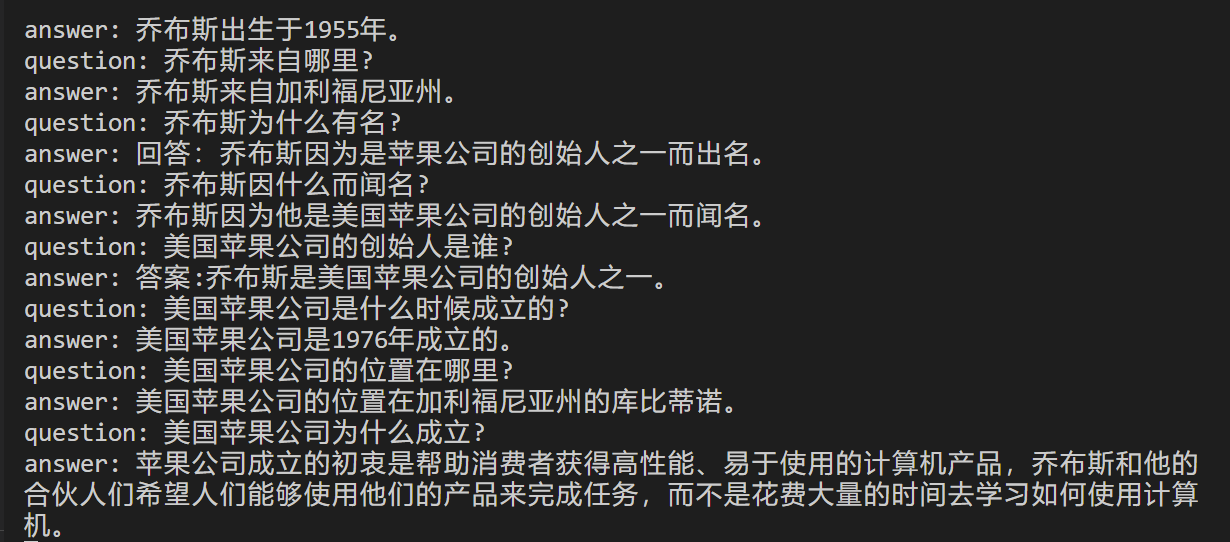 answer: 乔布斯出生于1955年。
question: 乔布斯来自哪里?
answer: 乔布斯来自加利福尼亚州。
question: 乔布斯为什么有名?
answer: 回答: 乔布斯因为是苹果公司的创始人之一而出名。
question: 乔布斯因什么而闻名?
answer: 乔布斯因为他是美国苹果公司的创始人之一而闻名。
question: 美国苹果公司的创始人是谁?
answer: 答案:乔布斯是美国苹果公司的创始人之一。
question: 美国苹果公司是什么时候成立的?
answer: 美国苹果公司是1976年成立的。
question: 美国苹果公司的位置在哪里?
answer: 美国苹果公司的位置在加利福尼亚州的库比蒂诺。
question: 美国苹果公司为什么成立?
answer: 苹果公司成立的初衷是帮助消费者获得高性能、易于使用的计算机产品，乔布斯和他的
合伙人们希望人们能够使用他们的产品来完成任务，而不是花费大量的时间去学习如何使用计算
机。